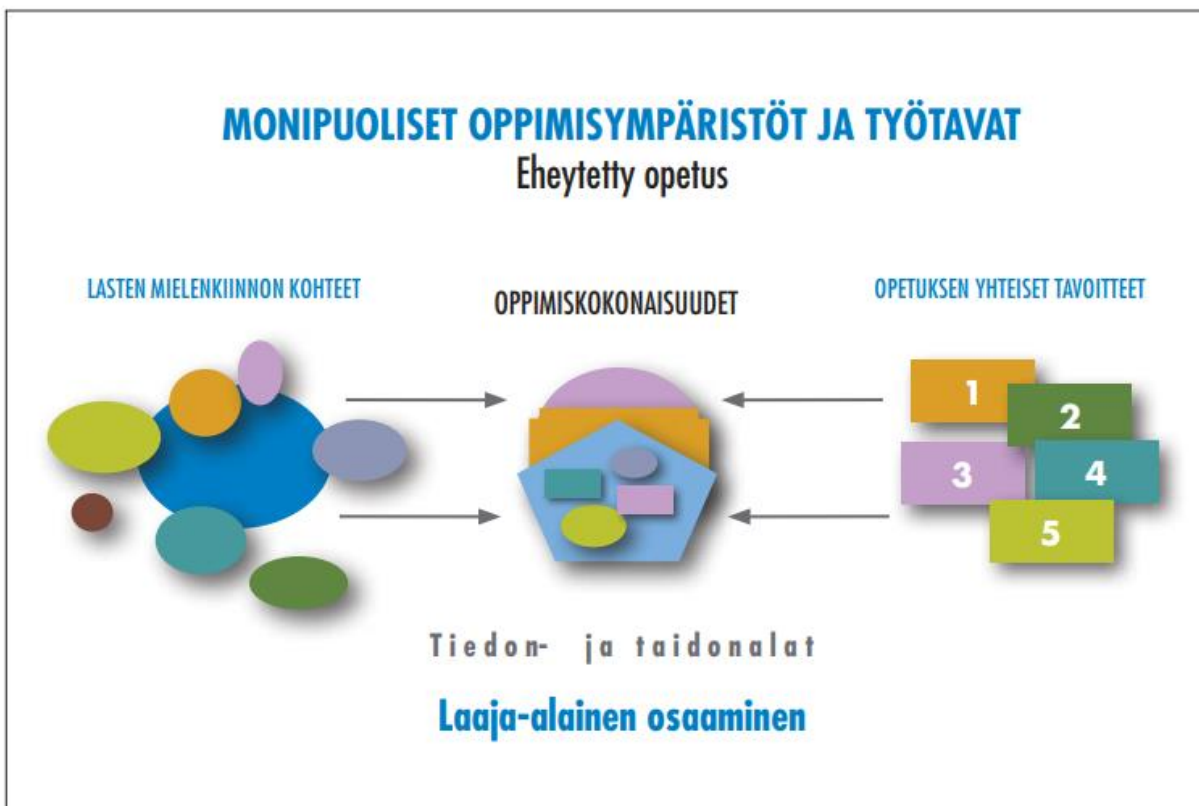 MONIPUOLISET OPPIMISYMPÄRISTÖT JA TYÖTAVAT
Eheytetty opetus
LASTEN MIELENKIINNON KOHTEET
OPPIMISKOKONAISUUDET
OPETUKSEN YHTEISET TAVOITTEET
1
2
3
4
5
Tiedon- ja taidonalat
Laaja-alainen osaaminen